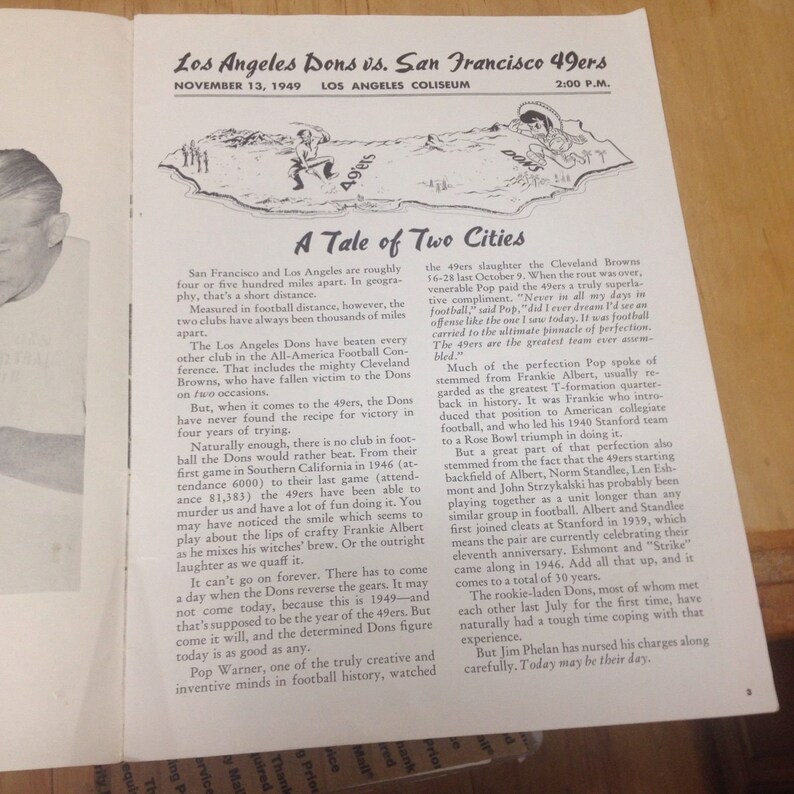 Los Angeles Dons vs. San Francisco 49ers
NOVEMBER 13, 1949 LOS ANGELES COLISEUM 2:00 P.M.
49'ers
DONS
A Tale of Two Cities
San Francisco and Los Angeles are roughly
four or five hundred miles apart. In geogra-
phy, that's a short distance.
Measured in football distance, however, the
two clubs have always been thousands of miles
apart.
The Los Angeles Dons have beaten every
other club in the All-America Football Con-
ference. That includes the mighty Cleveland
Browns, who have fallen victim to the Dons
on two occasions.
But, when it comes to the 49ers, the Dons
have never found the recipe for victory in
four years of trying.
Naturally enough, there is no club in foot-
ball the Dons would rather beat. From their
first game in Southern California in 1946 (at-
tendance 6000) to their last game (attend-
ance 81,383) the 49ers have been able to
murder us and have a lot of fun doing it. You
may have noticed the smile which seems to
play about the lips of crafty Frankie Albert
as he mixes his witches' brew. Or the outright
laughter as we quaff it.
It can't go on forever. There has to come
a day when the Dons reverse the gears. It may
not come today, because this is 1949—and
that's supposed to be the year of the 49ers. But
come it will, and the determined Dons figure
today is as good as any.
Pop Warner, one of the truly creative and
inventive minds in football history, watched
the 49ers slaughter the Cleveland Browns
56-28 last October 9. When the rout was over,
venerable Pop paid the 49ers a truly superla-
tive compliment. "Never in all my days in
football," said Pop, "did I ever dream I'd see an
offense like the one I saw today. It was football
carried to the ultimate pinnacle of perfection.
The 49ers are the greatest team ever assem-
bled."
Much of the perfection Pop spoke of
stemmed from Frankie Albert, usually re-
garded as the greatest T-formation quarter-
back in history. It was Frankie who intro-
duced that position to American collegiate
football, and who led his 1940 Stanford team
to a Rose Bowl triumph in doing it.
But a great part of that perfection also
stemmed from the fact that the 49ers starting
backfield of Albert, Norm Standlee, Len Esh-
mont and John Strzykalski has probably been
playing together as a unit longer than any
similar group in football. Albert and Standlee
first joined cleats at Stanford in 1939, which
means the pair are currently celebrating their
eleventh anniversary. Eshmont and "Strike"
came along in 1946. Add all that up, and it
comes to a total of 30 years.
The rookie-laden Dons, most of whom met
each other last July for the first time, have
naturally had a tough time coping with that
experience.
But Jim Phelan has nursed his charges along
carefully. Today may be their day.
3